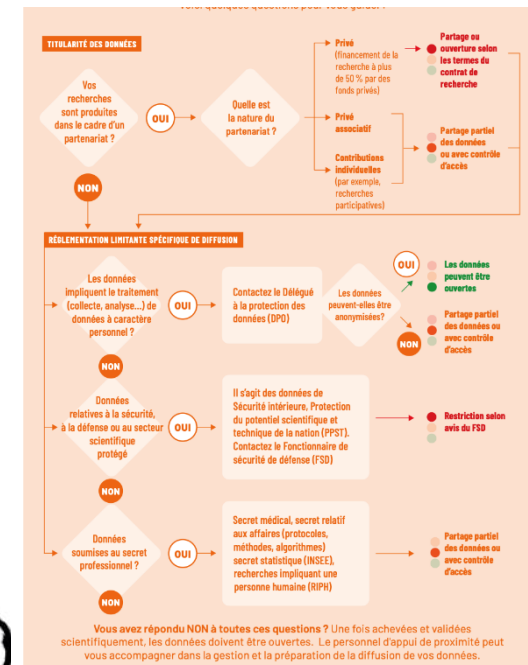 TITULARITÉ DES DONNÉES
Vos
recherches
sont produites
dans le cadre d'un
partenariat ?
OUI
Quelle est
la nature du
partenariat ?
Privé
(financement de la
recherche à plus
de 50 % par des
fonds privés)
Partage ou
ouverture selon
les termes du
contrat de
recherche
Privé
associatif
Contributions
individuelles
(par exemple,
recherches
participatives)
Partage partiel
des données
ou avec contrôle
d'accès
NON
RÉGLEMENTATION LIMITANTE SPÉCIFIQUE DE DIFFUSION
Les données
impliquent le traitement
(collecte, analyse...) de
données à caractère
personnel ?
OUI
Contactez le Délégué
à la protection des
données (DPD)
Les données
peuvent-elles être
anonymisées?
OUI
Les données
peuvent être
ouvertes
NON
Partage partiel
des données ou
avec contrôle
d'accès
NON
Données
relatives à la sécurité,
à la défense ou au secteur
scientifique
protégé
OUI
Il s'agit des données de
Sécurité intérieure, Protection
du potentiel scientifique et
technique de la nation (PPST).
Contactez le Fonctionnaire
de sécurité de défense (FSD)
Restriction selon
avis du FSD
NON
Données
soumises au secret
professionnel ?
OUI
Secret médical, secret relatif
aux affaires (protocoles,
méthodes, algorithmes)
secret statistique (INSEE),
recherches impliquant une
personne humaine (RIPH)
Partage partiel
des données ou
avec contrôle
d'accès
NON
Vous avez répondu NON à toutes ces questions ? Une fois achevées et validées
scientifiquement, les données doivent être ouvertes. Le personnel d'appui de proximité peut
vous accompagner dans la gestion et la préparation de la diffusion de vos données.